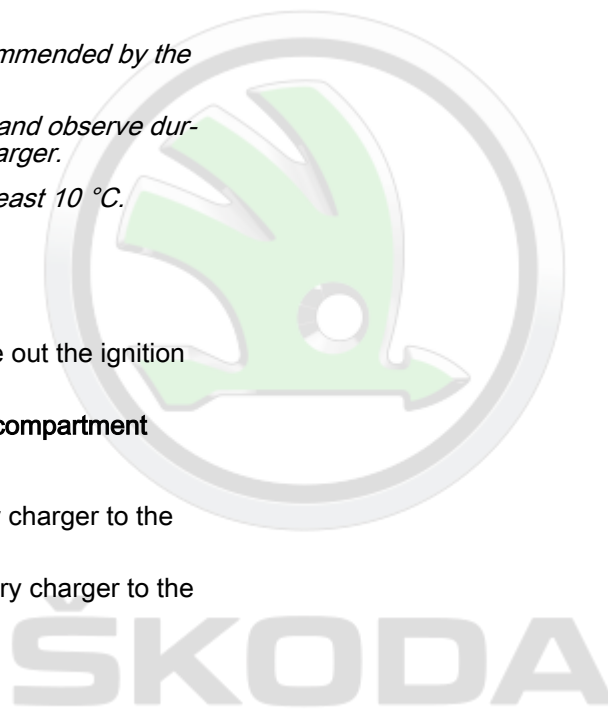 mmended by the
and observe dur-
arger.
east 10 °C.
e out the ignition
compartment
charger to the
ry charger to the
ŠKODA